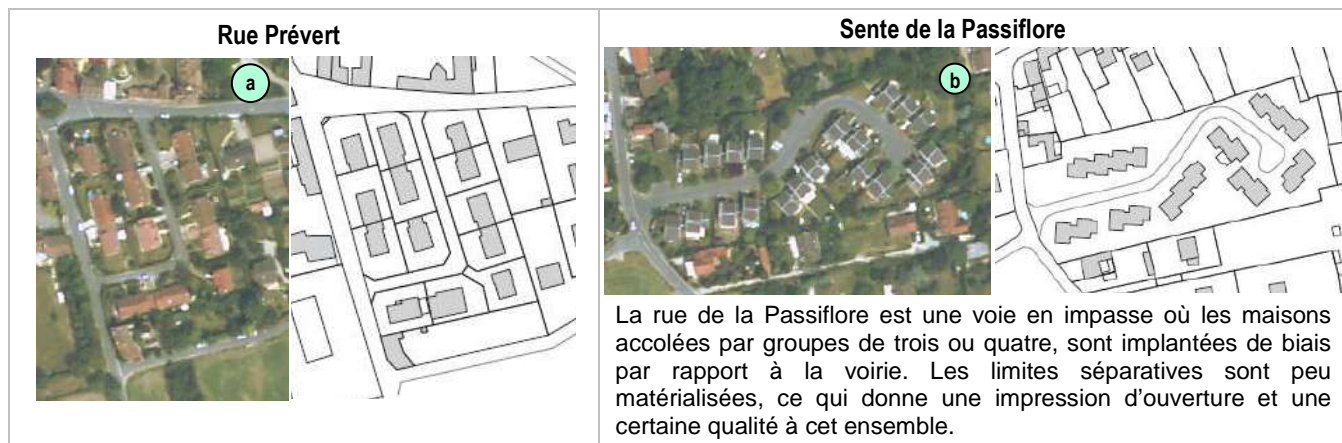 Rue Prévert
a
Sente de la Passiflore
b
La rue de la Passiflore est une voie en impasse où les maisons
accolées par groupes de trois ou quatre, sont implantées de biais
par rapport à la voirie. Les limites séparatives sont peu
matérialisées, ce qui donne une impression d'ouverture et une
certaine qualité à cet ensemble.